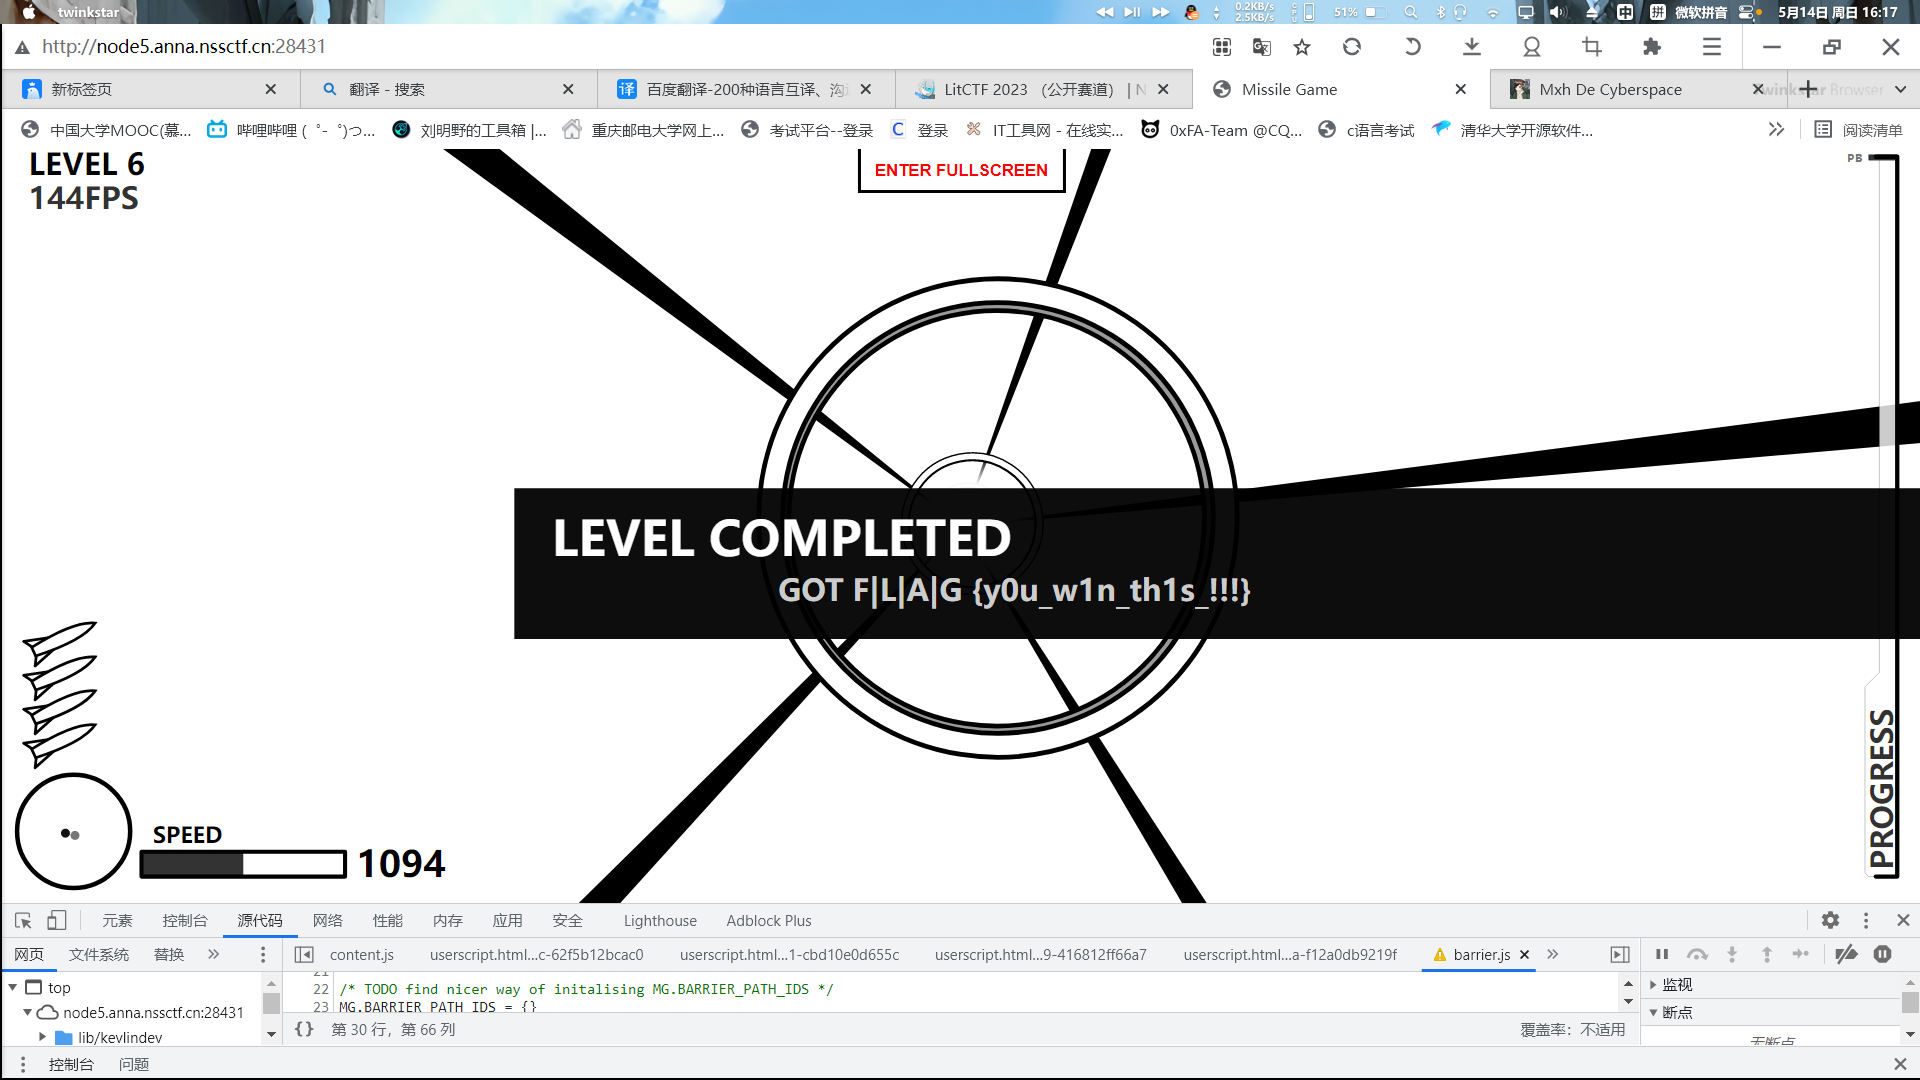 twinkstar
0.2KB/s
2.5KB/s
51%
中
拼 微软拼音
5月14日 周日 16:17
http://node5.anna.nssctf.cn:28431
新标签页
翻译 - 搜索
译 百度翻译-200种语言互译、沟
LitCTF 2023 （公开赛道） | N
Missile Game
Mxh De Cyberspace
中国大学MOOC(慕...
哔哩哔哩 ( ゜- ゜)つ...
刘明野的工具箱 |...
重庆邮电大学网上...
考试平台--登录
C 登录
IT工具网 - 在线实...
0xFA-Team @CQ...
c语言考试
清华大学开源软件...
阅读清单
LEVEL 6
144FPS
ENTER FULLSCREEN
PB
LEVEL COMPLETED
GOT F|L|A|G {y0u_w1n_th1s_!!!}
PROGRESS
SPEED
1094
元素 控制台 源代码 网络 性能 内存 应用 安全 Lighthouse Adblock Plus
网页 文件系统 替换
content.js userscript.html...c-62f5b12bcac0 userscript.html...1-cbd10e0d655c userscript.html...9-416812ff66a7 userscript.html...a-f12a0db9219f barrier.js
top
node5.anna.nssctf.cn:28431
lib/kevlindev
21
22 /* TODO find nicer way of initalising MG.BARRIER_PATH_IDS */
23 MG.BARRIER_PATH_IDS = {}
{} 第 30 行，第 66 列
覆盖率：不适用
监视
断点
无断点
控制台 问题